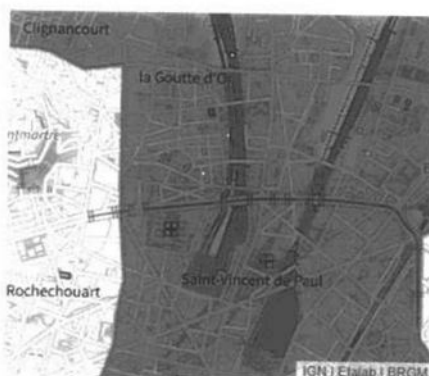 Clignancourt
la Goutte d'Or
Rochechouart
Saint-Vincent de Paul
IGN | Etalab | BRGM